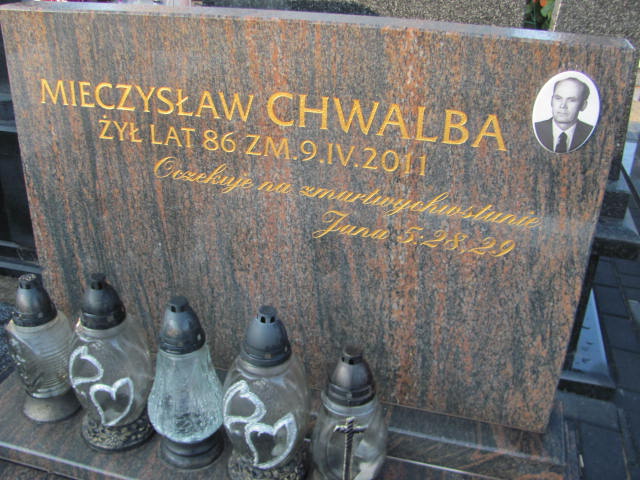 MIECZYSŁAW CHWALBA
ŻYŁ LAT 86 ZM. 9.IV.2011
Oczekuje na zmartwychwstanie
Jana 5:28,29